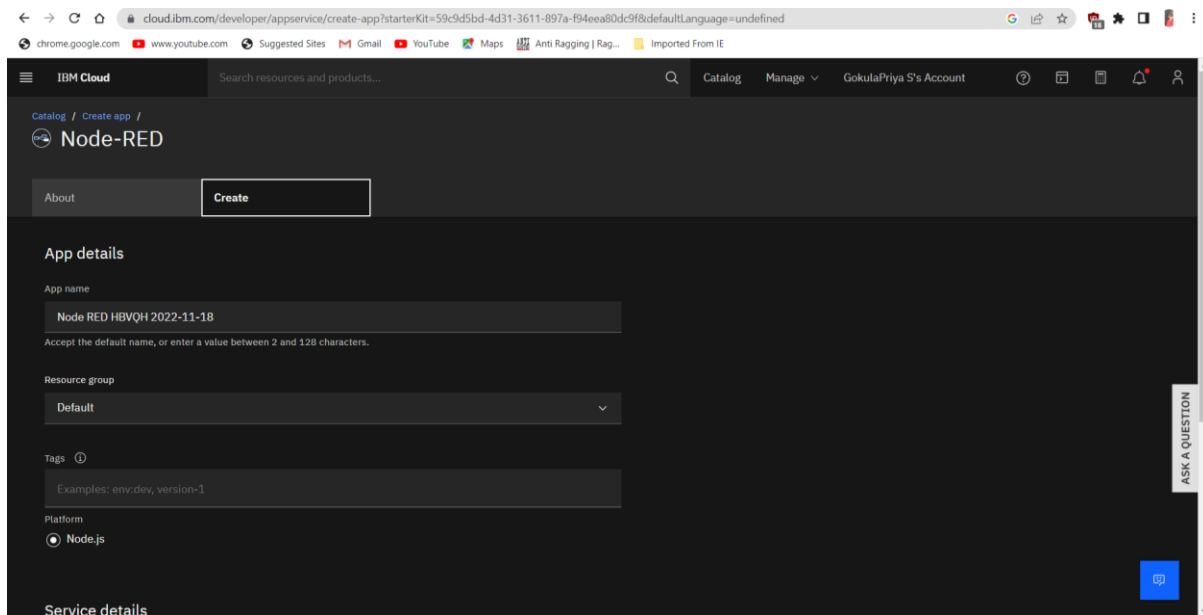 cloud.ibm.com/developer/appservice/create-app?starterKit=59c9d5bd-4d31-3611-897a-f94eea80dc9f&defaultLanguage=undefined
chrome.google.com www.youtube.com Suggested Sites Gmail YouTube Maps Anti Ragging | Rag... Imported From IE
IBM Cloud Search resources and products... Catalog Manage GokulaPriya S's Account
Catalog / Create app /
Node-RED
About Create
App details
App name
Node RED HBVQH 2022-11-18
Accept the default name, or enter a value between 2 and 128 characters.
Resource group
Default
Tags
Examples: env:dev, version-1
Platform
Node.js
ASK A QUESTION
Service details